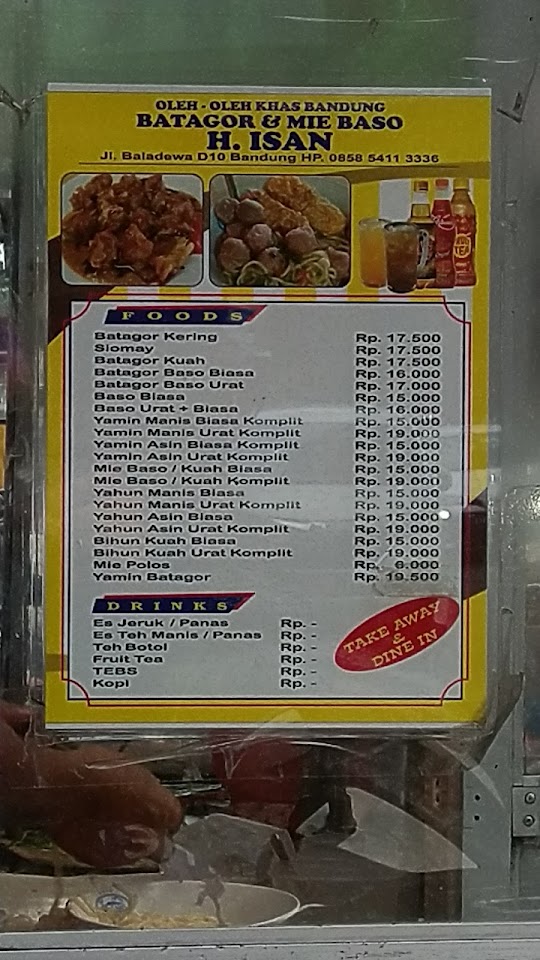 OLEH - OLEH KHAS BANDUNG
BATAGOR & MIE BASO
H. ISAN
Jl. Baladewa D10 Bandung HP. 0858 5411 3336
FOODS
Batagor Kering Rp. 17.500
Siomay Rp. 17.500
Batagor Kuah Rp. 17.500
Batagor Baso Biasa Rp. 16.000
Batagor Baso Urat Rp. 17.000
Baso Biasa Rp. 15.000
Baso Urat + Biasa Rp. 16.000
Yamin Manis Biasa Komplit Rp. 15.000
Yamin Manis Urat Komplit Rp. 19.000
Yamin Asin Biasa Komplit Rp. 15.000
Yamin Asin Urat Komplit Rp. 19.000
Mie Baso / Kuah Biasa Rp. 15.000
Mie Baso / Kuah Komplit Rp. 19.000
Yahun Manis Biasa Rp. 15.000
Yahun Manis Urat Komplit Rp. 19.000
Yahun Asin Biasa Rp. 15.000
Yahun Asin Urat Komplit Rp. 19.000
Bihun Kuah Biasa Rp. 15.000
Bihun Kuah Urat Komplit Rp. 19.000
Mie Polos Rp. 6.000
Yamin Batagor Rp. 19.500
DRINKS
Es Jeruk / Panas Rp. -
Es Teh Manis / Panas Rp. -
Teh Botol Rp. -
Fruit Tea Rp. -
TEBS Rp. -
Kopi Rp. -
TAKE AWAY
&
DINE IN